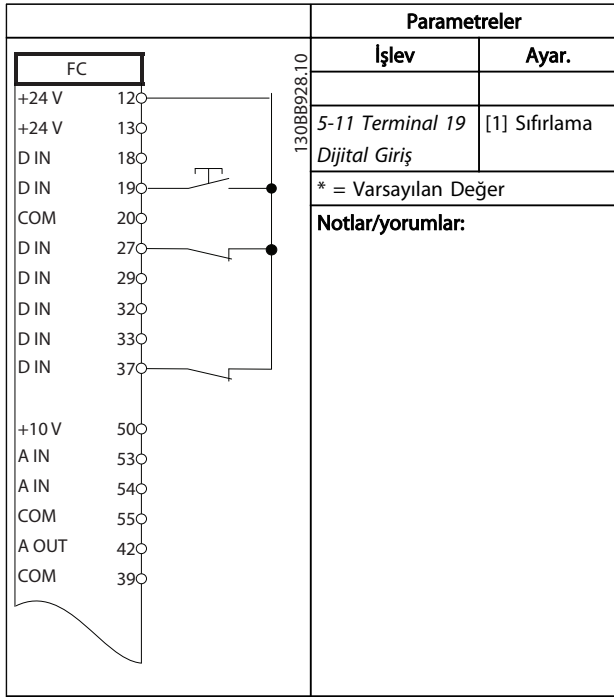 FC
+24 V 12
+24 V 13
D IN 18
D IN 19
COM 20
D IN 27
D IN 29
D IN 32
D IN 33
D IN 37
+10 V 50
A IN 53
A IN 54
COM 55
A OUT 42
COM 39
130BB928.10
Parametreler
İşlev Ayar.
5-11 Terminal 19 [1] Sıfırlama
Dijital Giriş
* = Varsayılan Değer
Notlar/yorumlar: